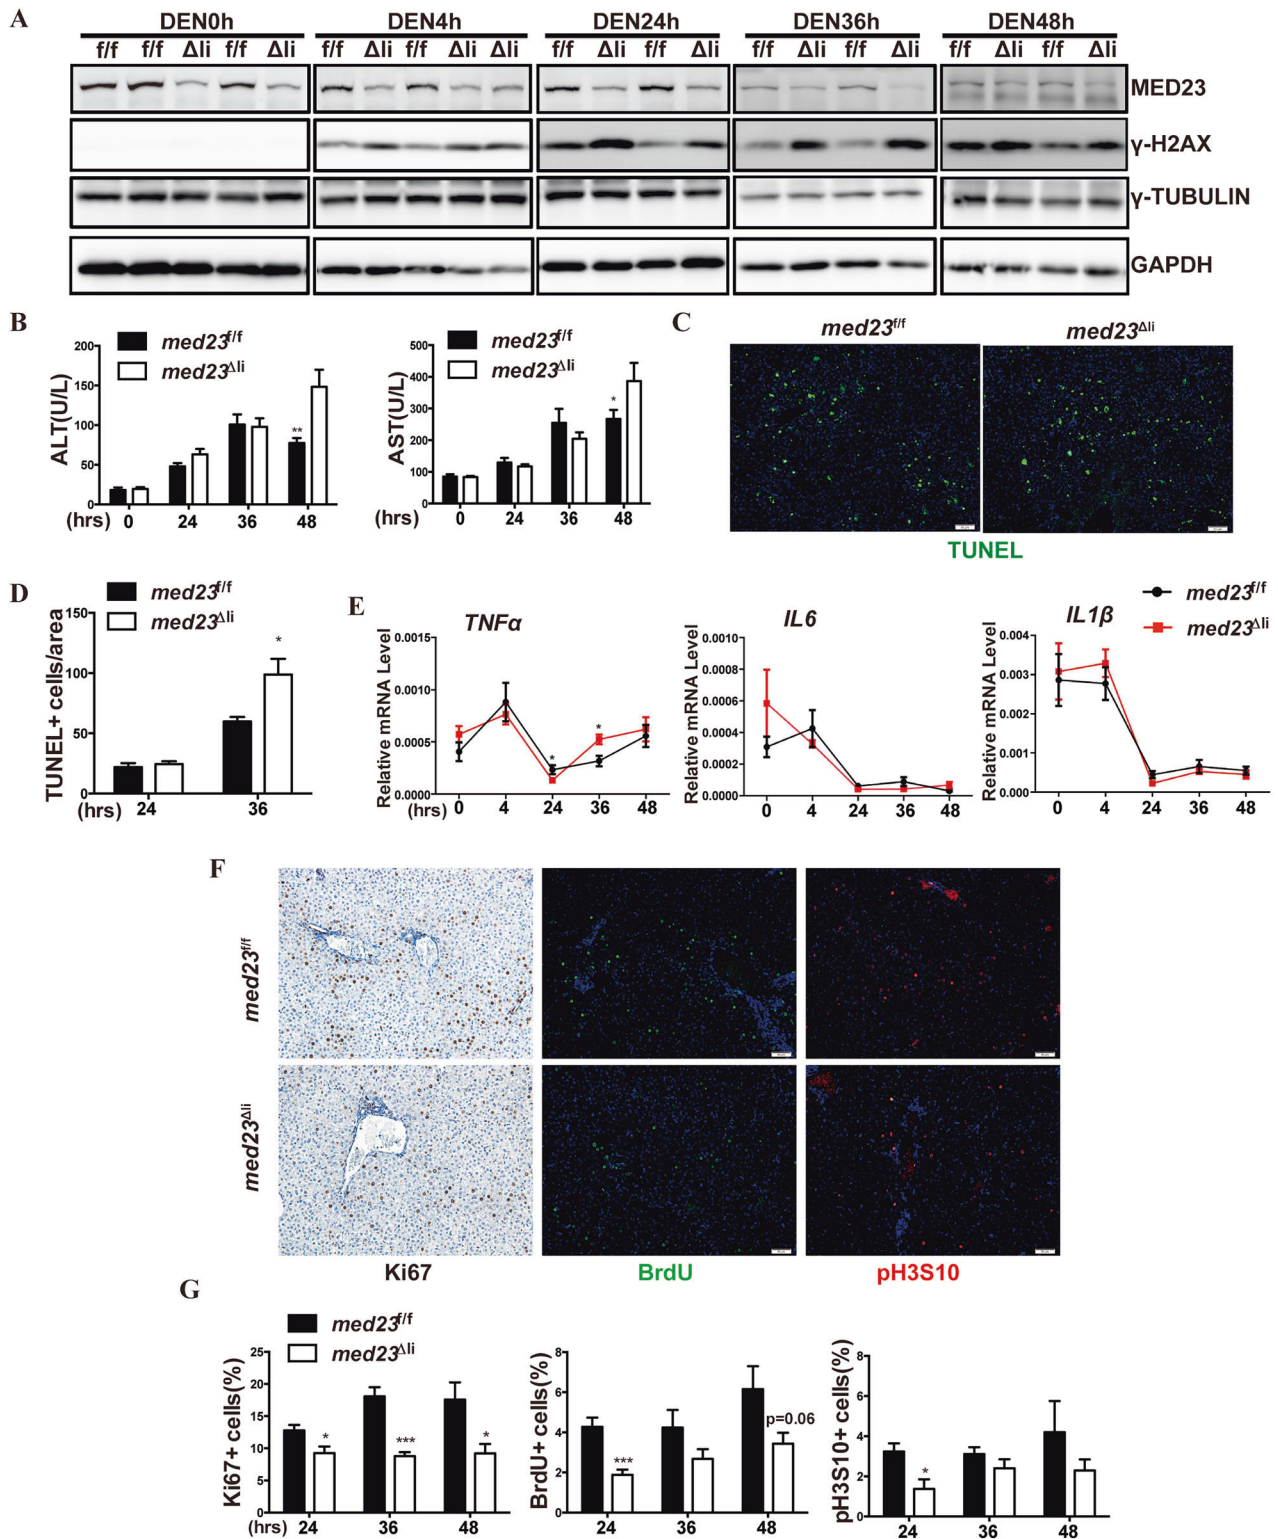 A
DEN0h DEN4h DEN24h DEN36h DEN48h
f/f f/f Δli f/f Δli f/f Δli f/f Δli Δli f/f Δli f/f Δli f/f Δli f/f Δli f/f Δli f/f Δli
MED23
γ-H2AX
γ-TUBULIN
GAPDH
B
med23f/f
med23Δli
ALT(U/L)
200
150
100
50
0
(hrs) 0 24 36 48
**
med23f/f
med23Δli
AST(U/L)
500
400
300
200
100
0
(hrs) 0 24 36 48
*
C
med23f/f med23Δli
TUNEL
D
med23f/f
med23Δli
TUNEL+ cells/area
150
100
50
0
(hrs) 24 36
*
E
med23f/f
med23Δli
TNFα
Relative mRNA Level
0.0015
0.0010
0.0005
0.0000
(hrs) 0 4 24 36 48
* *
IL6
Relative mRNA Level
0.0010
0.0008
0.0006
0.0004
0.0002
0.0000
0 4 24 36 48
IL1β
Relative mRNA Level
0.004
0.003
0.002
0.001
0.000
0 4 24 36 48
F
med23f/f
med23Δli
Ki67 BrdU pH3S10
G
med23f/f
med23Δli
Ki67+ cells(%)
25
20
15
10
5
0
(hrs) 24 36 48
* *** *
BrdU+ cells(%)
8
6
4
2
0
24 36 48
*** p=0.06
pH3S10+ cells(%)
8
6
4
2
0
24 36 48
*